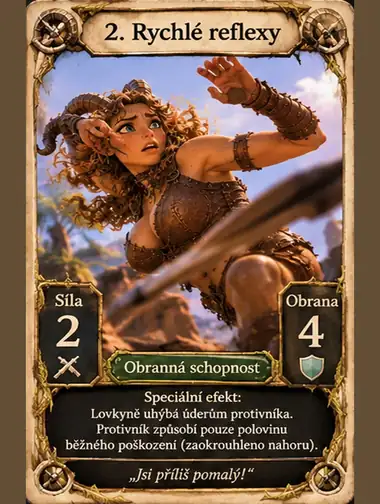 2. Rychlé reflexy
Síla
2
Obrana
4
Obranná schopnost
Speciální efekt:
Lovkyně uhýbá úderům protivníka.
Protivník způsobí pouze polovinu
běžného poškození (zaokrouhleno nahoru).
„Jsi příliš pomalý!“